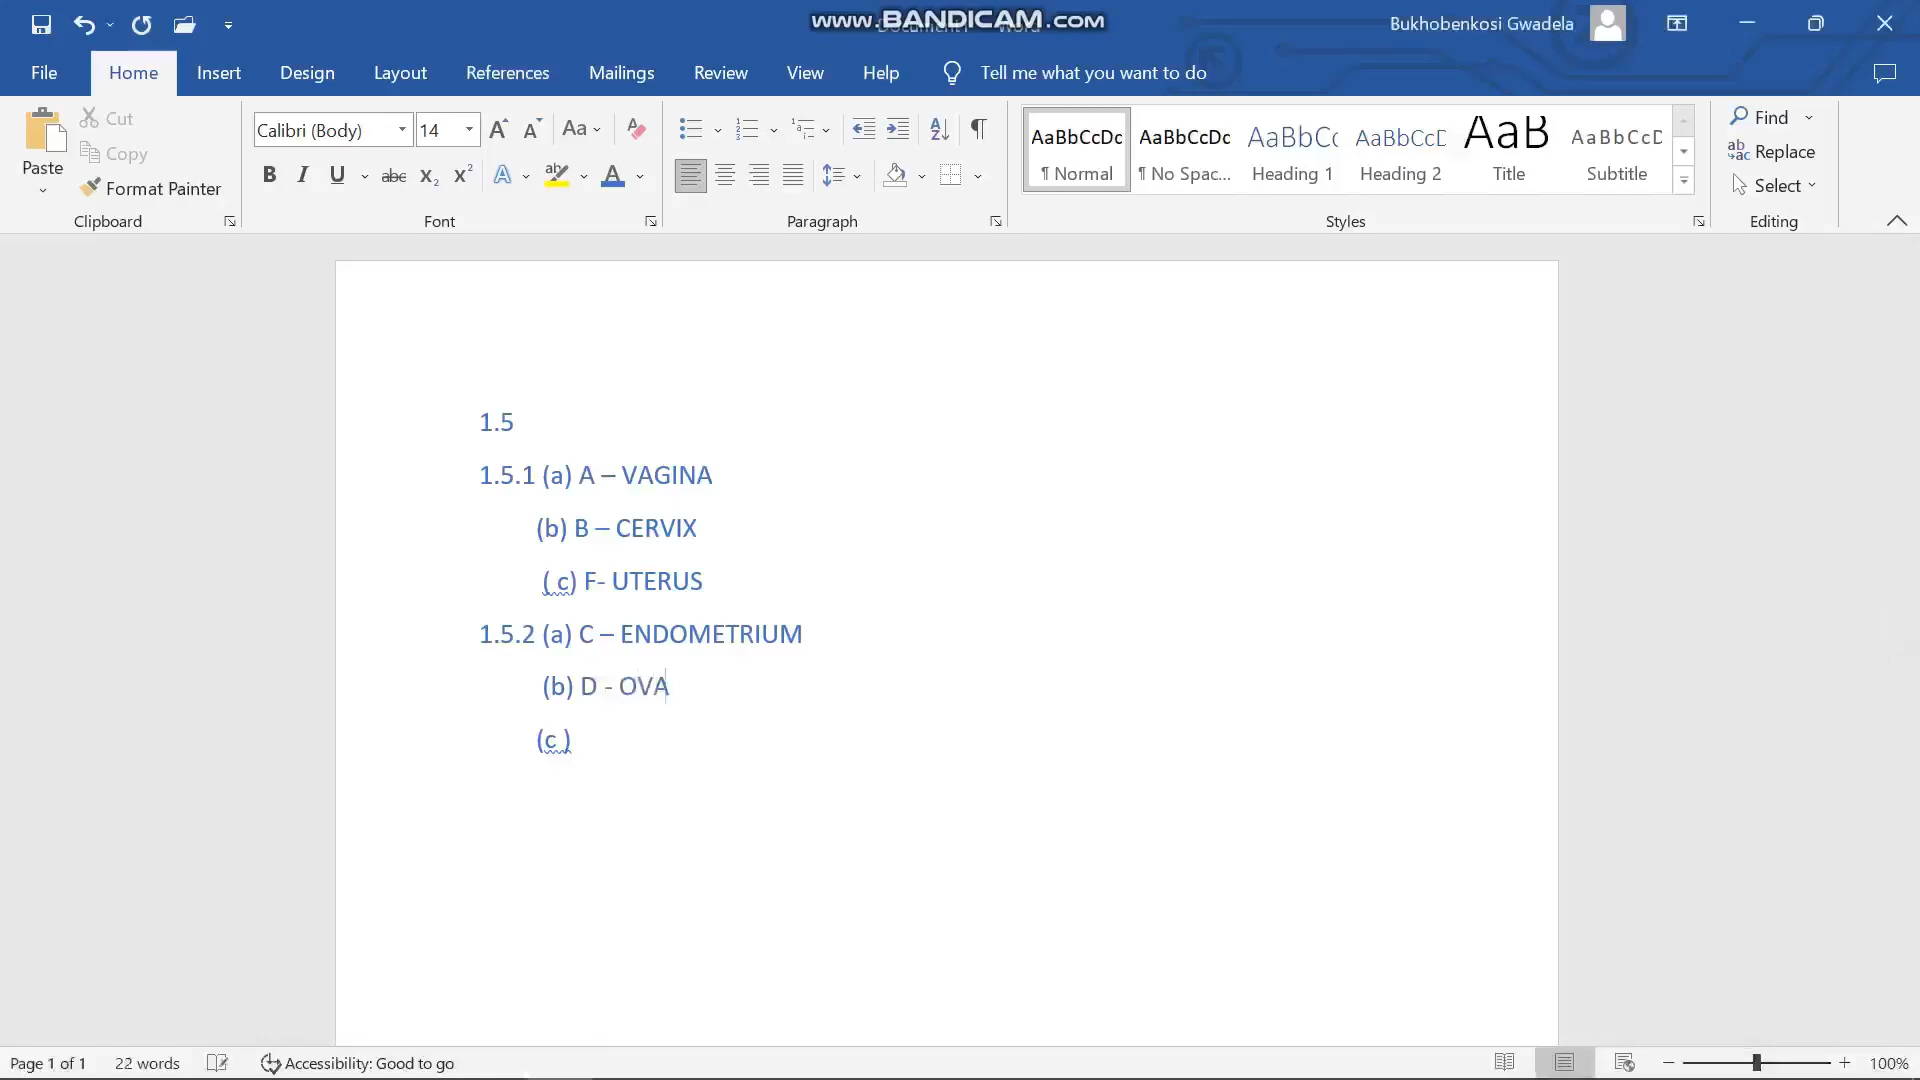 www.BANDICAM.com
Bukhobenkosi Gwadela
File Home Insert Design Layout References Mailings Review View Help Tell me what you want to do
Cut
Copy
Format Painter
Paste
Clipboard
Calibri (Body) 14
Font
Paragraph
AaBbCcDc AaBbCcDc AaBbCc AaBbCcD AaB AaBbCcD
¶ Normal ¶ No Spac... Heading 1 Heading 2 Title Subtitle
Styles
Find
Replace
Select
Editing
1.5
1.5.1 (a) A – VAGINA
(b) B – CERVIX
( c) F- UTERUS
1.5.2 (a) C – ENDOMETRIUM
(b) D - OVA
(c )
Page 1 of 1 22 words Accessibility: Good to go 100%